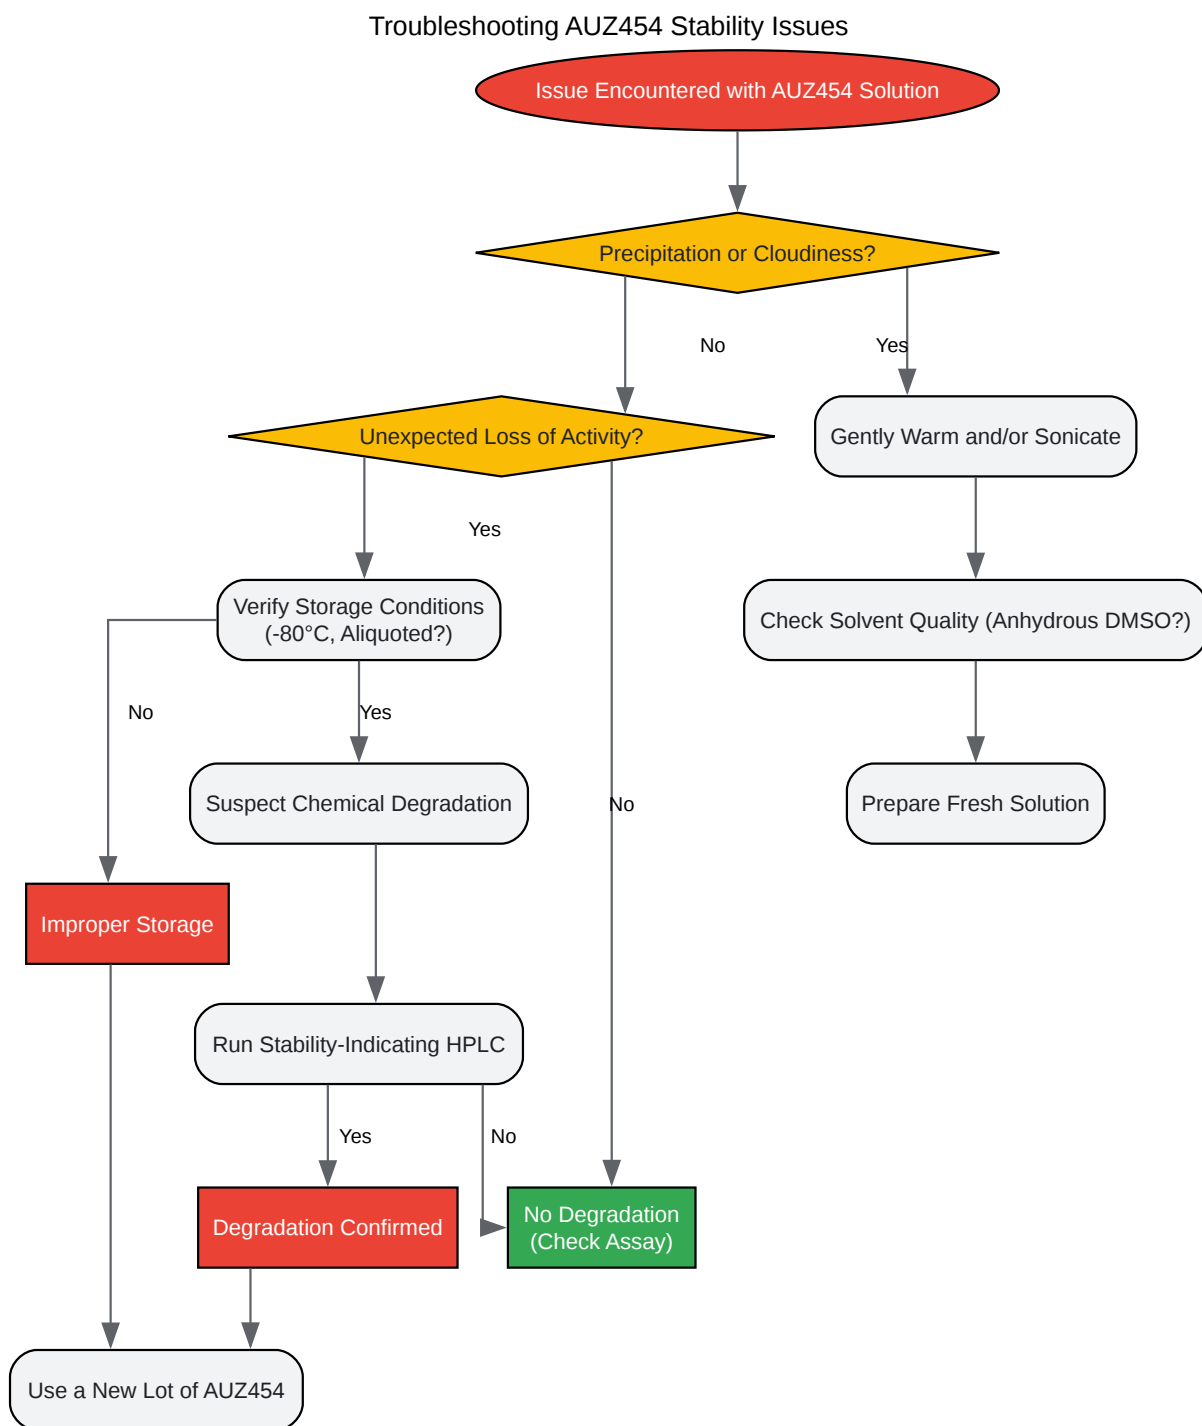 Troubleshooting AUZ454 Stability Issues
Issue Encountered with AUZ454 Solution
Precipitation or Cloudiness?
No
Yes
Unexpected Loss of Activity?
Gently Warm and/or Sonicate
Yes
Verify Storage Conditions
(-80°C, Aliquoted?)
Check Solvent Quality (Anhydrous DMSO?)
No
Yes
Suspect Chemical Degradation
No
Prepare Fresh Solution
Improper Storage
Run Stability-Indicating HPLC
Yes
No
Degradation Confirmed
No Degradation
(Check Assay)
Use a New Lot of AUZ454